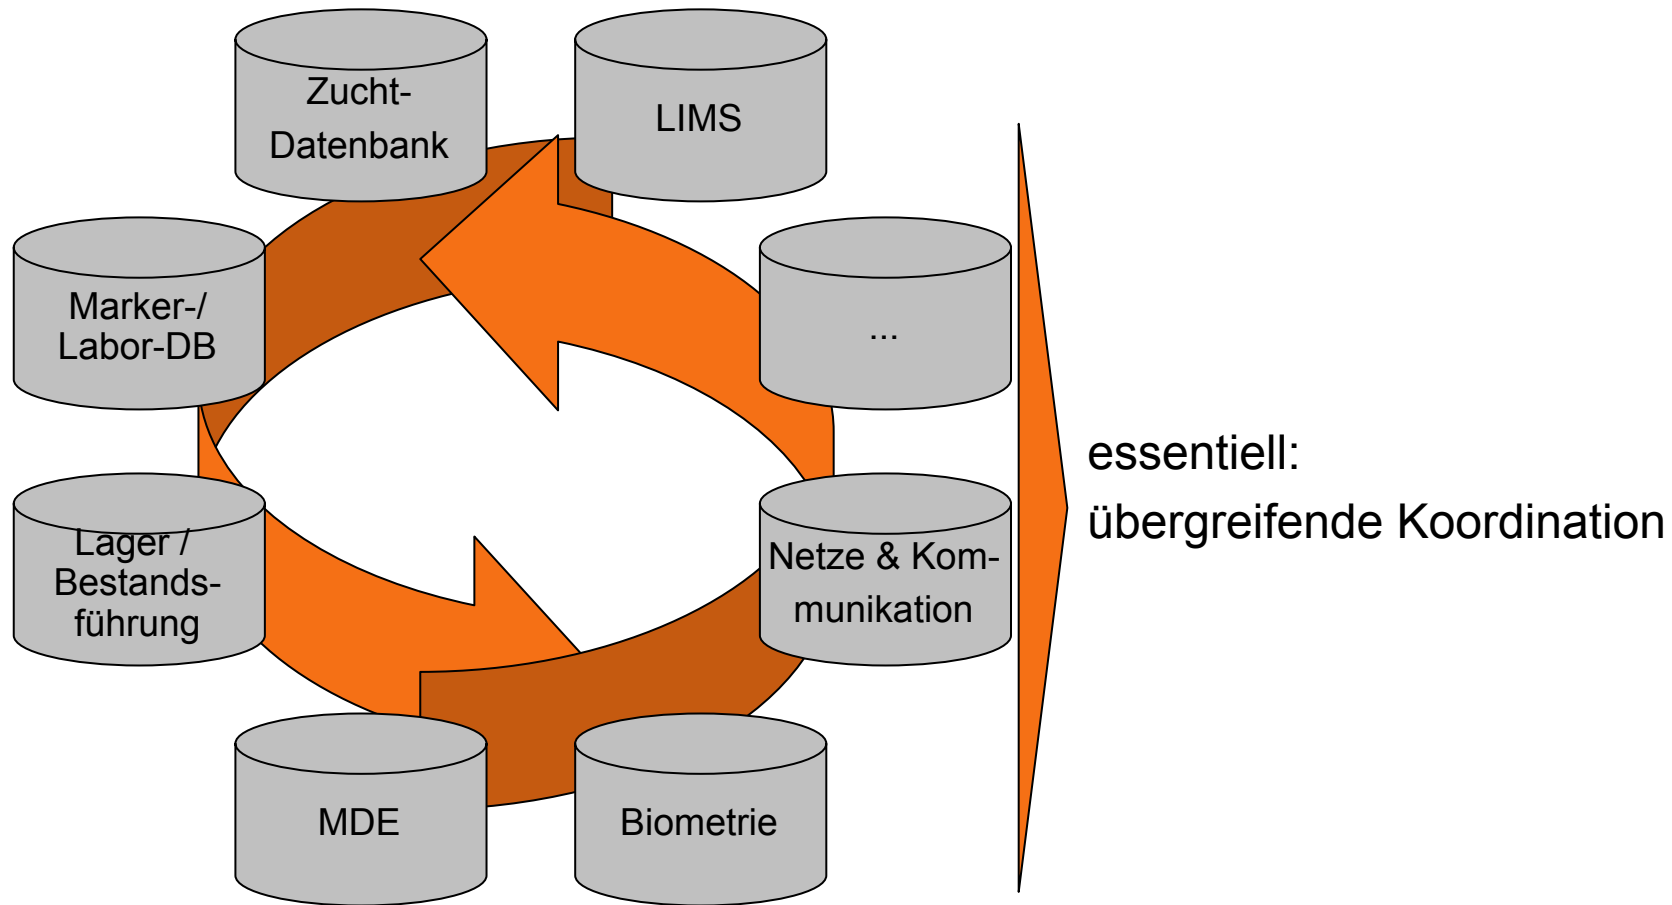 Zucht-
Datenbank
LIMS
Marker-/
Labor-DB
...
essentiell:
übergreifende Koordination
Lager /
Bestands-
führung
Netze & Kom-
munikation
MDE
Biometrie